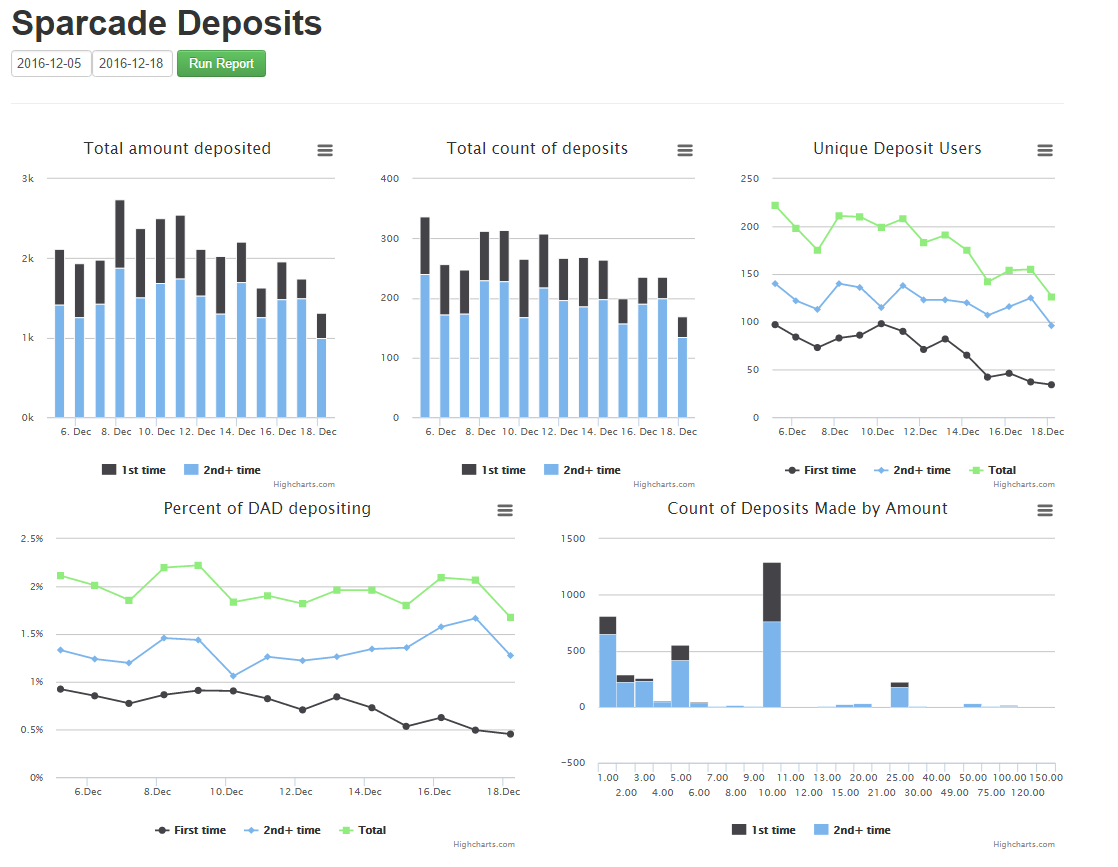 Sparcade Deposits
2016-12-05 2016-12-18 Run Report
Total amount deposited
3k
2k
1k
0k
6. Dec 8. Dec 10. Dec 12. Dec 14. Dec 16. Dec 18. Dec
1st time 2nd+ time
Highcharts.com
Total count of deposits
400
300
200
100
0
6. Dec 8. Dec 10. Dec 12. Dec 14. Dec 16. Dec 18. Dec
1st time 2nd+ time
Highcharts.com
Unique Deposit Users
250
200
150
100
50
0
6.Dec 8.Dec 10.Dec 12.Dec 14.Dec 16.Dec 18.Dec
First time 2nd+ time Total
Highcharts.com
Percent of DAD depositing
2.5%
2%
1.5%
1%
0.5%
0%
6.Dec 8.Dec 10.Dec 12.Dec 14.Dec 16.Dec 18.Dec
First time 2nd+ time Total
Highcharts.com
Count of Deposits Made by Amount
1500
1000
500
0
-500
1.00 3.00 5.00 7.00 9.00 11.00 13.00 20.00 25.00 40.00 50.00 100.00 150.00
2.00 4.00 6.00 8.00 10.00 12.00 15.00 21.00 30.00 49.00 75.00 120.00
1st time 2nd+ time
Highcharts.com